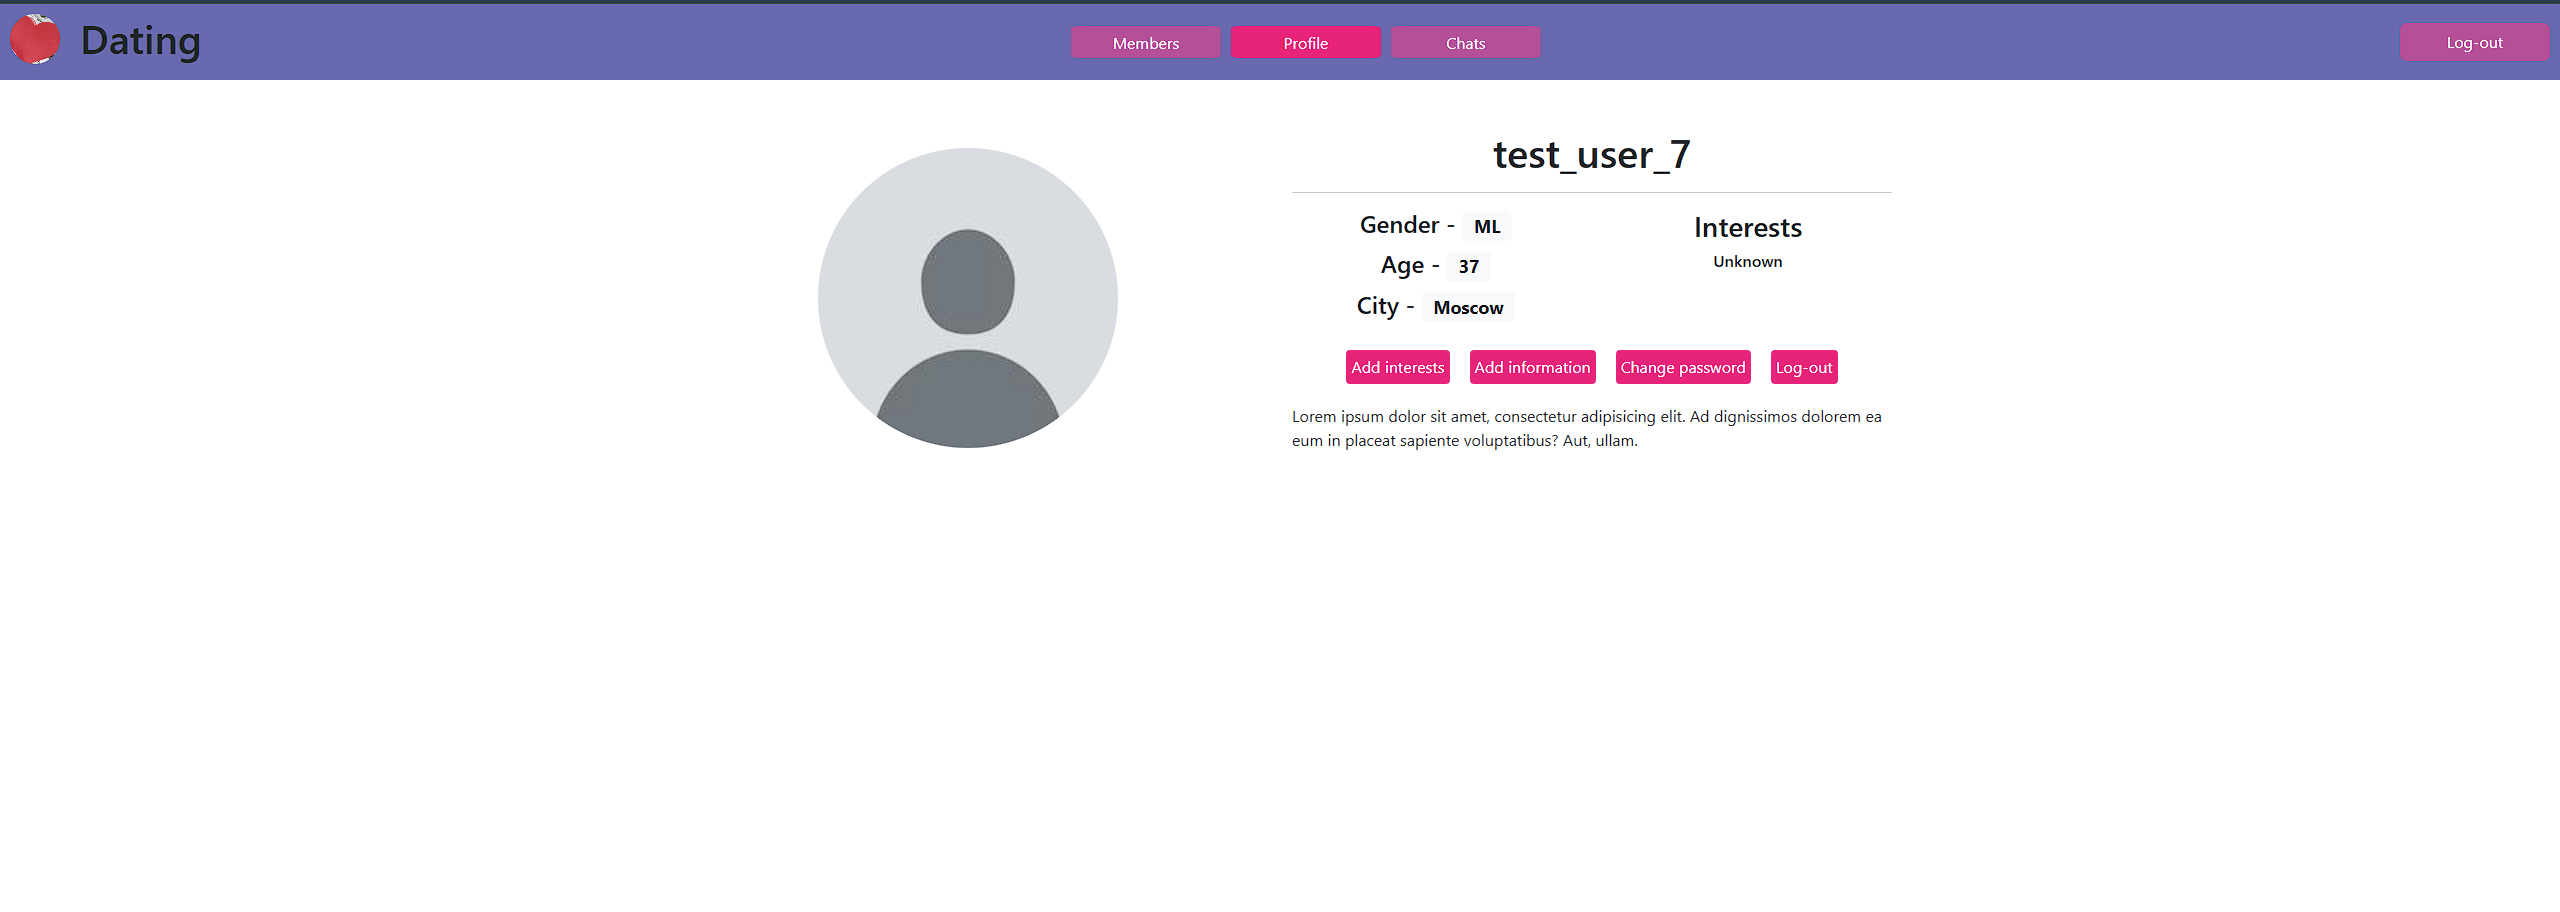 Dating
Members
Profile
Chats
Log-out
test_user_7
Gender - ML
Age - 37
City - Moscow
Interests
Unknown
Add interests
Add information
Change password
Log-out
Lorem ipsum dolor sit amet, consectetur adipisicing elit. Ad dignissimos dolorem ea
eum in placeat sapiente voluptatibus? Aut, ullam.